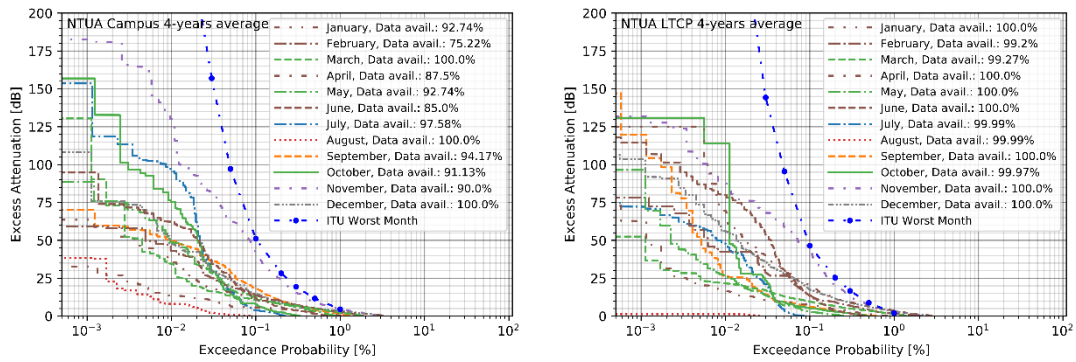 NTUA Campus 4-years average
January, Data avail.: 92.74%
February, Data avail.: 75.22%
March, Data avail.: 100.0%
April, Data avail.: 87.5%
May, Data avail.: 92.74%
June, Data avail.: 85.0%
July, Data avail.: 97.58%
August, Data avail.: 100.0%
September, Data avail.: 94.17%
October, Data avail.: 91.13%
November, Data avail.: 90.0%
December, Data avail.: 100.0%
ITU Worst Month
Excess Attenuation [dB]
200
175
150
125
100
75
50
25
0
10⁻³
10⁻²
10⁻¹
10⁰
10¹
10²
Exceedance Probability [%]
NTUA LTCP 4-years average
January, Data avail.: 100.0%
February, Data avail.: 99.2%
March, Data avail.: 99.27%
April, Data avail.: 100.0%
May, Data avail.: 100.0%
June, Data avail.: 100.0%
July, Data avail.: 99.99%
August, Data avail.: 99.99%
September, Data avail.: 100.0%
October, Data avail.: 99.97%
November, Data avail.: 100.0%
December, Data avail.: 100.0%
ITU Worst Month
Excess Attenuation [dB]
200
175
150
125
100
75
50
25
0
10⁻³
10⁻²
10⁻¹
10⁰
10¹
10²
Exceedance Probability [%]